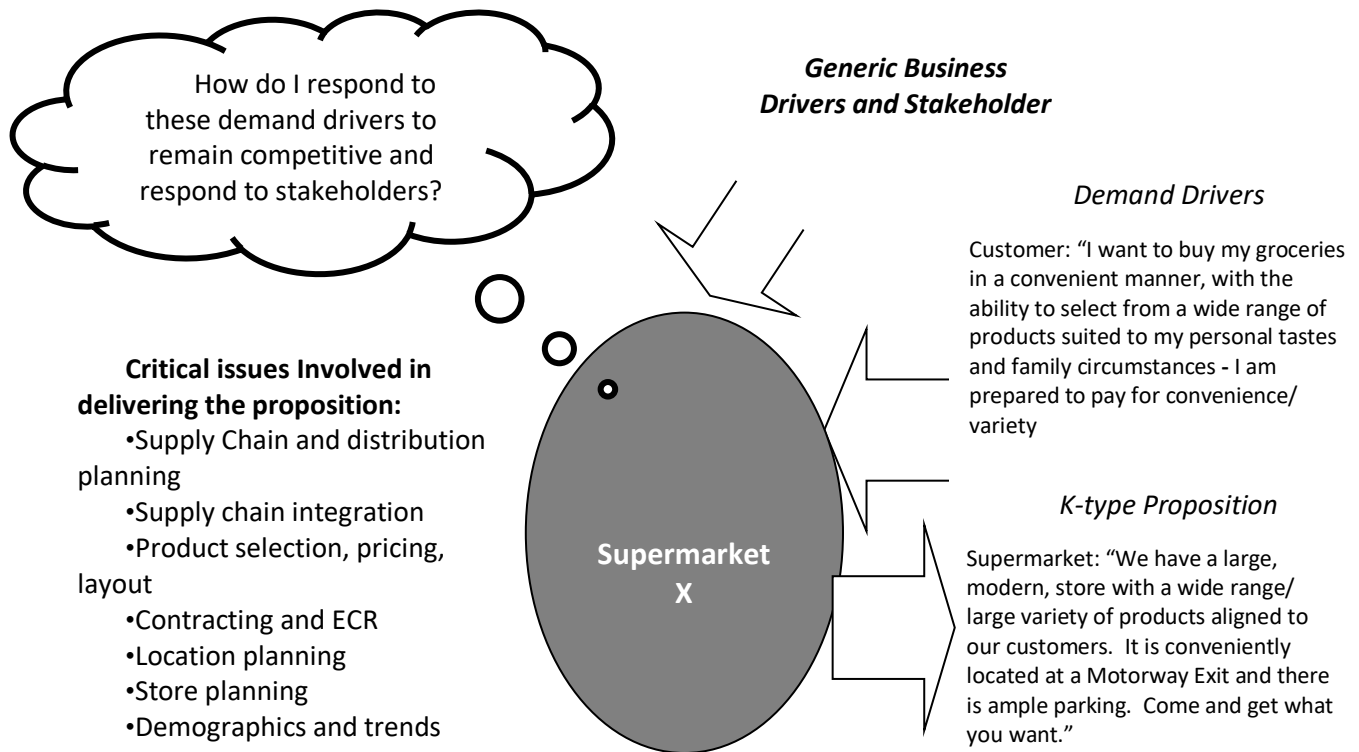 How do I respond to
these demand drivers to
remain competitive and
respond to stakeholders?
Generic Business
Drivers and Stakeholder
Demand Drivers
Customer: “I want to buy my groceries
in a convenient manner, with the
ability to select from a wide range of
products suited to my personal tastes
and family circumstances - I am
prepared to pay for convenience/
variety
Critical issues Involved in
delivering the proposition:
•Supply Chain and distribution
planning
•Supply chain integration
•Product selection, pricing,
layout
•Contracting and ECR
•Location planning
•Store planning
•Demographics and trends
Supermarket
X
K-type Proposition
Supermarket: “We have a large,
modern, store with a wide range/
large variety of products aligned to
our customers. It is conveniently
located at a Motorway Exit and there
is ample parking. Come and get what
you want.”